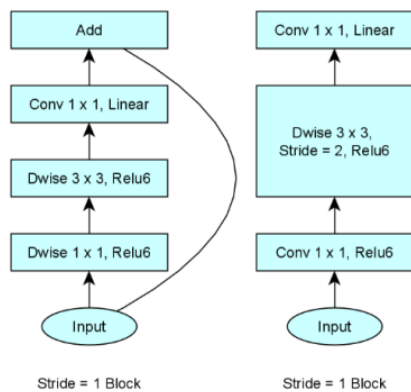 Add
Conv 1 x 1, Linear
Dwise 3 x 3, Relu6
Dwise 1 x 1, Relu6
Input
Stride = 1 Block
Conv 1 x 1, Linear
Dwise 3 x 3,
Stride = 2, Relu6
Conv 1 x 1, Relu6
Input
Stride = 1 Block